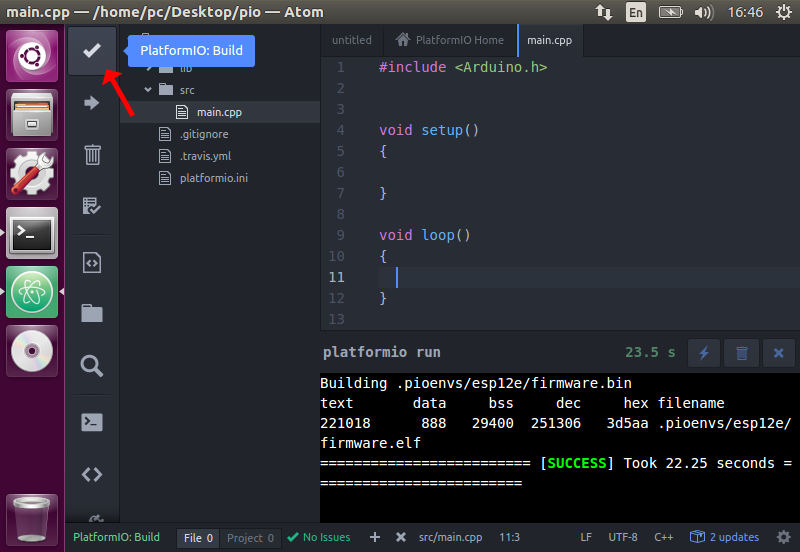 main.cpp — /home/pc/Desktop/pio — Atom
En
16:46
PlatformIO: Build
lib
src
main.cpp
.gitignore
.travis.yml
platformio.ini
untitled
PlatformIO Home
main.cpp
1 #include <Arduino.h>
2
3
4 void setup()
5 {
6
7 }
8
9 void loop()
10 {
11
12 }
13
platformio run
23.5 s
Building .pioenvs/esp12e/firmware.bin
text data bss dec hex filename
221018 888 29400 251306 3d5aa .pioenvs/esp12e/
firmware.elf
========================= [SUCCESS] Took 22.25 seconds =
========================
PlatformIO: Build
File 0
Project 0
No Issues
src/main.cpp
11:3
LF
UTF-8
C++
2 updates